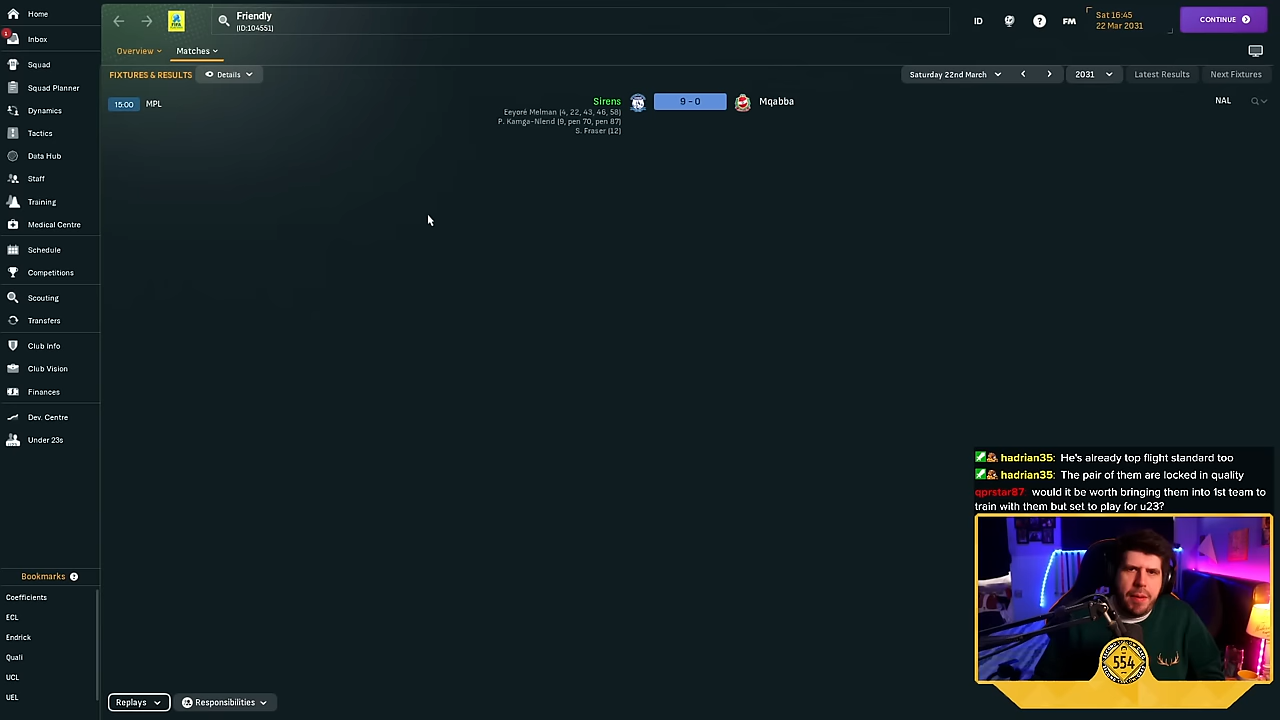 Home
Friendly
(ID:104551)
ID
FM
Sat 16:45
22 Mar 2031
CONTINUE
1
Inbox
Overview
Matches
Squad
FIXTURES & RESULTS
Details
Saturday 22nd March
2031
Latest Results
Next Fixtures
Squad Planner
15:00
MPL
Sirens
9 - 0
Mqabba
NAL
Eeyoré Melman (4, 22, 43, 46, 58)
P. Kamga-Nlend (9, pen 70, pen 87)
S. Fraser (12)
Dynamics
Tactics
Data Hub
Staff
Training
Medical Centre
Schedule
Competitions
Scouting
Transfers
Club Info
Club Vision
Finances
Dev. Centre
Under 23s
hadrian35: He's already top flight standard too
hadrian35: The pair of them are locked in quality
qprstar87 would it be worth bringing them into 1st team to
train with them but set to play for u23?
Bookmarks
Coefficients
ECL
Endrick
Quali
UCL
UEL
554
Replays
Responsibilities